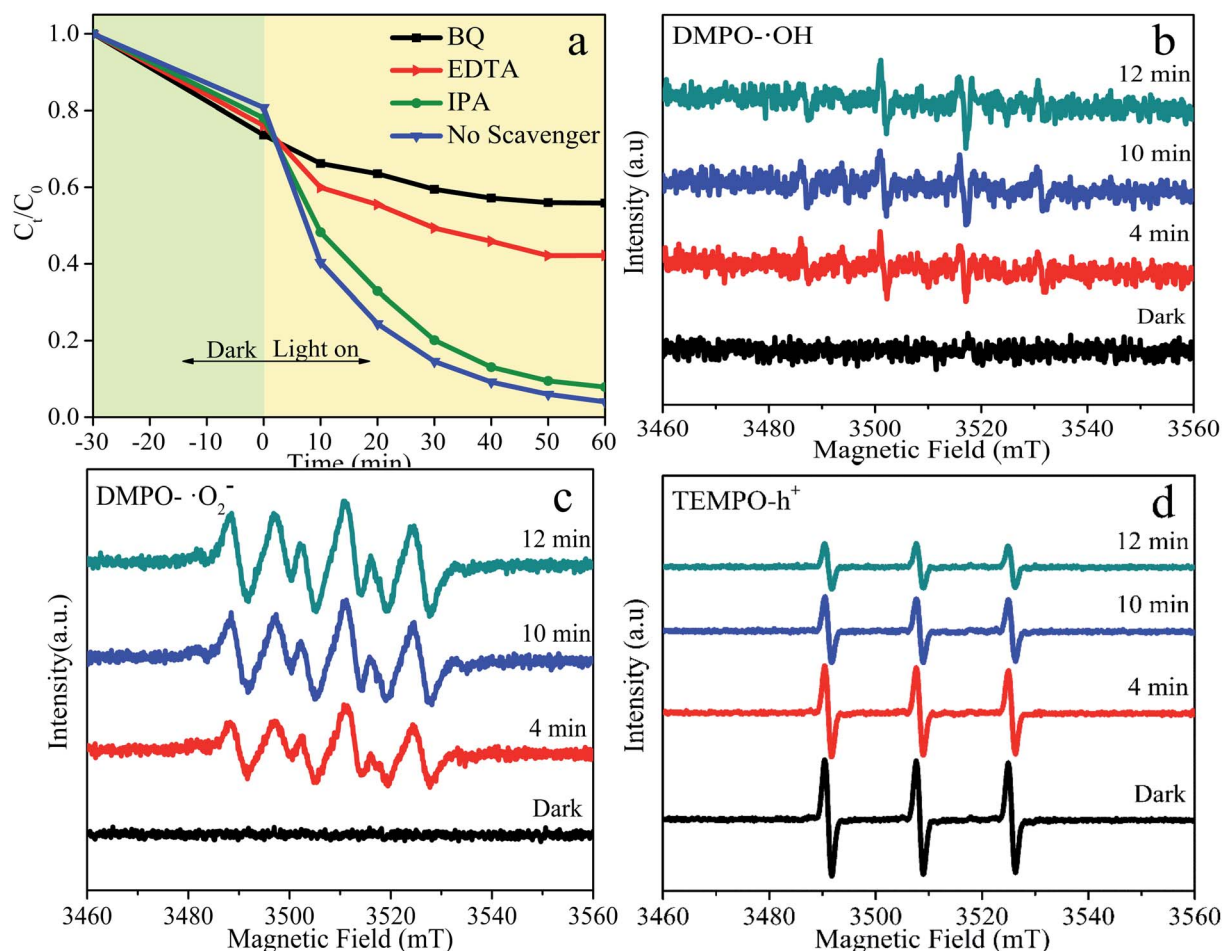 a
BQ
EDTA
IPA
No Scavenger
Dark Light on
1.0
0.8
0.6
0.4
0.2
0.0
Cₜ/C₀
-30 -20 -10 0 10 20 30 40 50 60
Time (min)
b
DMPO-·OH
12 min
10 min
4 min
Dark
Intensity (a.u)
3460 3480 3500 3520 3540 3560
Magnetic Field (mT)
c
DMPO- ·O₂⁻
12 min
10 min
4 min
Dark
Intensity(a.u.)
3460 3480 3500 3520 3540 3560
Magnetic Field (mT)
d
TEMPO-h⁺
12 min
10 min
4 min
Dark
Intensity (a.u)
3460 3480 3500 3520 3540 3560
Magnetic Field (mT)